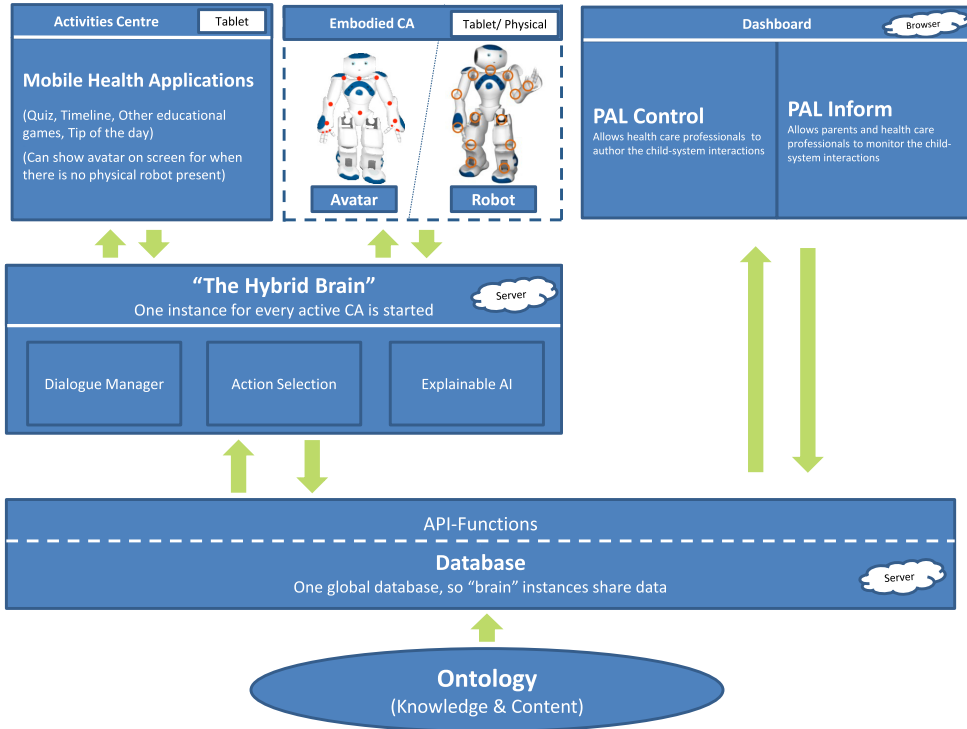 Activities Centre
Tablet
Mobile Health Applications
(Quiz, Timeline, Other educational
games, Tip of the day)
(Can show avatar on screen for when
there is no physical robot present)
Embodied CA
Tablet/ Physical
Avatar
Robot
Dashboard
Browser
PAL Control
Allows health care professionals to
author the child-system interactions
PAL Inform
Allows parents and health care
professionals to monitor the child-
system interactions
“The Hybrid Brain”
One instance for every active CA is started
Server
Dialogue Manager
Action Selection
Explainable AI
API-Functions
Database
One global database, so “brain” instances share data
Server
Ontology
(Knowledge & Content)